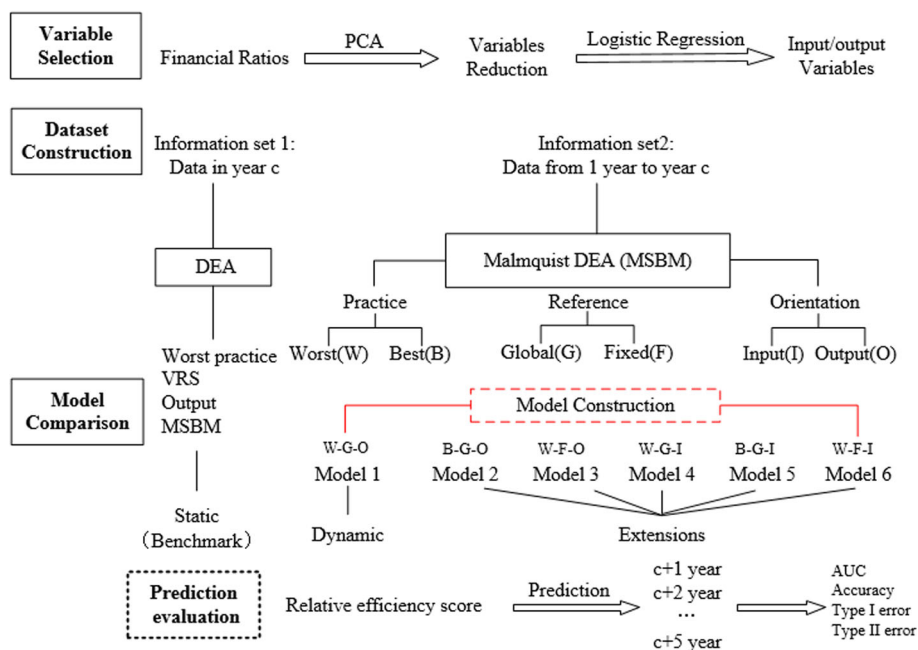 Variable
Selection
Financial Ratios
PCA
Variables
Reduction
Logistic Regression
Input/output
Variables
Dataset
Construction
Information set 1:
Data in year c
Information set2:
Data from 1 year to year c
DEA
Malmquist DEA (MSBM)
Practice
Reference
Orientation
Worst(W)
Best(B)
Global(G)
Fixed(F)
Input(I)
Output(O)
Worst practice
VRS
Output
MSBM
Model
Comparison
Model Construction
W-G-O
Model 1
B-G-O
Model 2
W-F-O
Model 3
W-G-I
Model 4
B-G-I
Model 5
W-F-I
Model 6
Static
(Benchmark)
Dynamic
Extensions
Prediction
evaluation
Relative efficiency score
Prediction
c+1 year
c+2 year
...
c+5 year
AUC
Accuracy
Type I error
Type II error